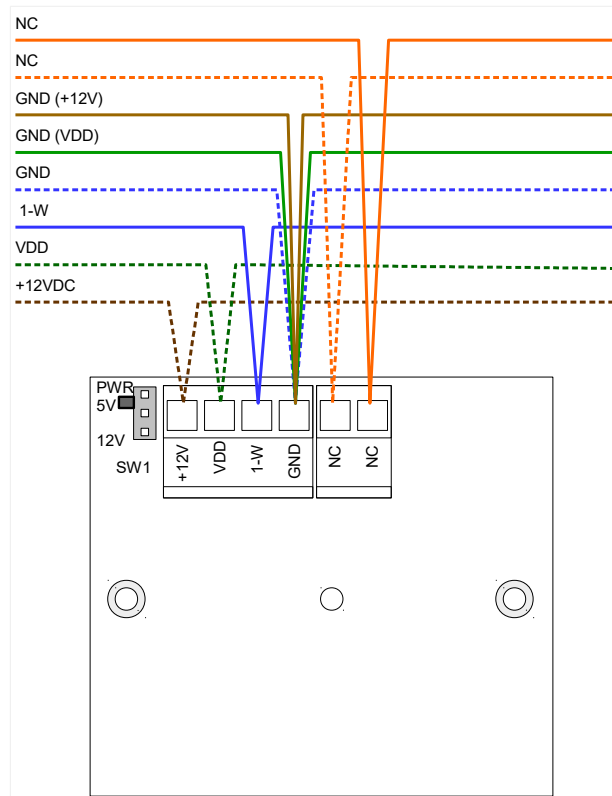 NC
NC
GND (+12V)
GND (VDD)
GND
1-W
VDD
+12VDC
PWR
5V
12V
SW1
+12V
VDD
1-W
GND
NC
NC